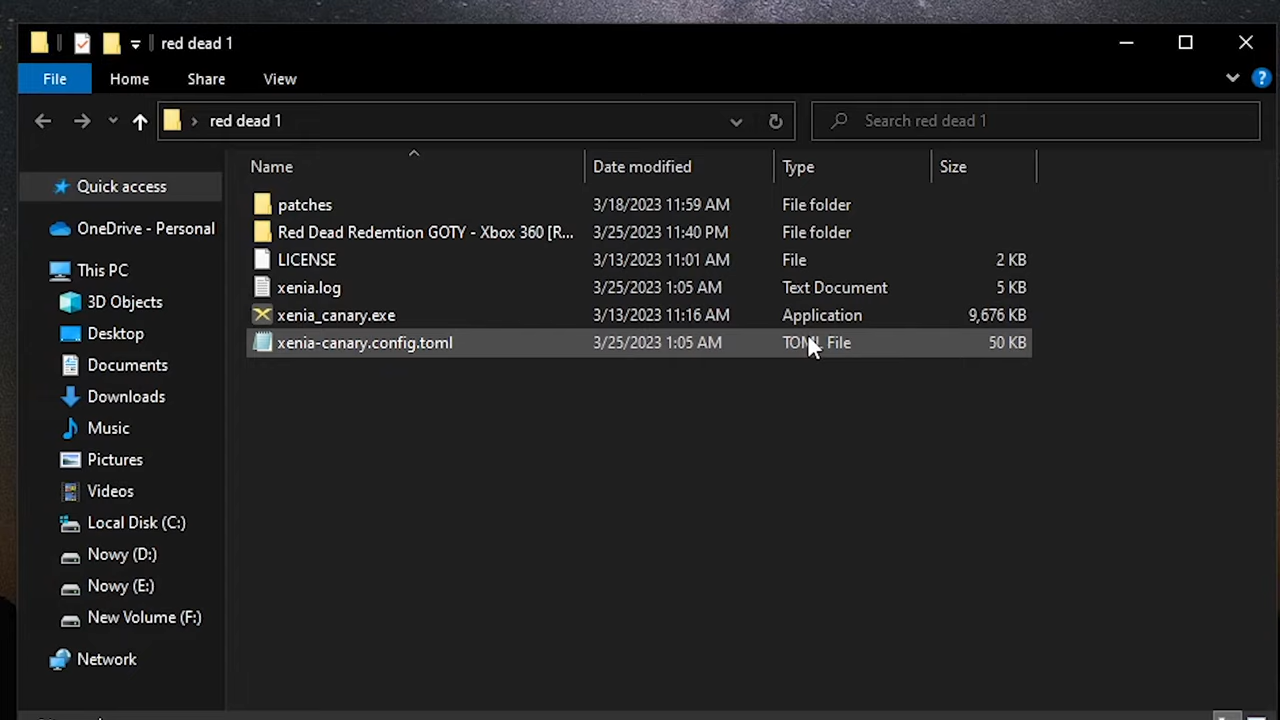 red dead 1
File Home Share View
red dead 1 Search red dead 1
Name Date modified Type Size
Quick access
OneDrive - Personal
This PC
3D Objects
Desktop
Documents
Downloads
Music
Pictures
Videos
Local Disk (C:)
Nowy (D:)
Nowy (E:)
New Volume (F:)
Network
patches 3/18/2023 11:59 AM File folder
Red Dead Redemtion GOTY - Xbox 360 [R... 3/25/2023 11:40 PM File folder
LICENSE 3/13/2023 11:01 AM File 2 KB
xenia.log 3/25/2023 1:05 AM Text Document 5 KB
xenia_canary.exe 3/13/2023 11:16 AM Application 9,676 KB
xenia-canary.config.toml 3/25/2023 1:05 AM TOML File 50 KB